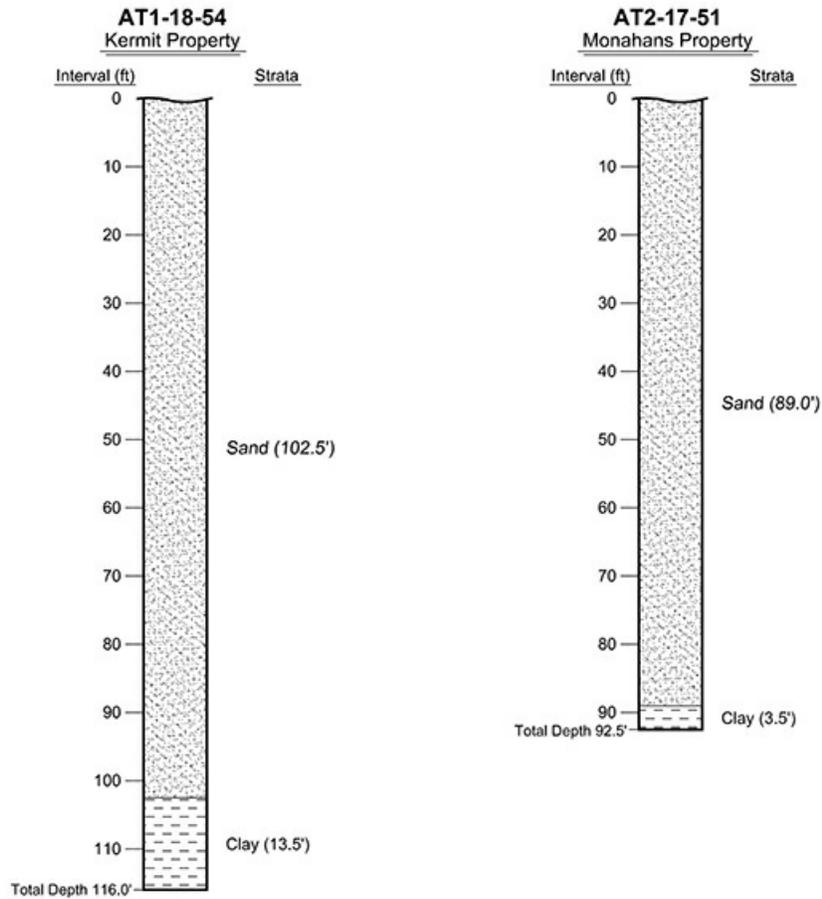 AT1-18-54
Kermit Property
Interval (ft) Strata
0
10
20
30
40
50
60
70
80
90
100
110
Sand (102.5')
Clay (13.5')
Total Depth 116.0'
AT2-17-51
Monahans Property
Interval (ft) Strata
0
10
20
30
40
50
60
70
80
90
Sand (89.0')
Clay (3.5')
Total Depth 92.5'